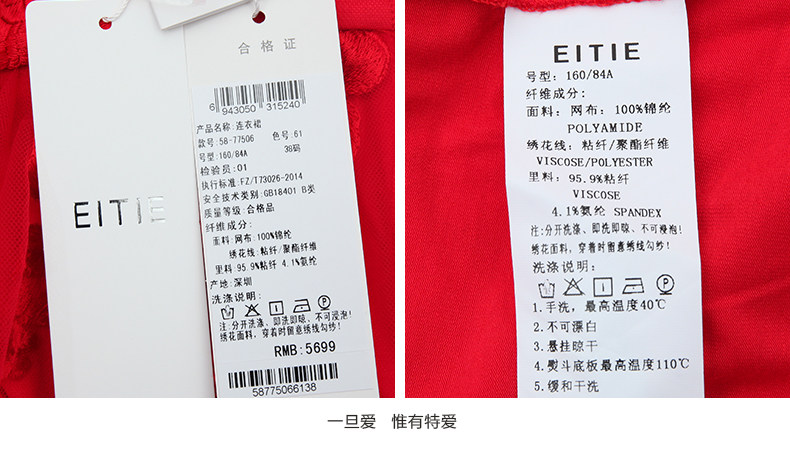 EITIE
合格证
6 943050 315240
产品名称:连衣裙
款号:58-77506 色号:61
号型:160/84A 38码
检验员:01
执行标准:FZ/T73026-2014
安全技术类别:GB18401 B类
质量等级:合格品
纤维成分:
面料:网布:100%锦纶
绣花线:粘纤/聚酯纤维
里料:95.9%粘纤 4.1%氨纶
产地:深圳
洗涤说明:
注:分开洗涤、即洗即晾、不可浸泡!
绣花面料,穿着时留意绣线勾纱!
RMB:5699
58775066138
EITIE
号型:160/84A
纤维成分:
面料:网布:100%锦纶
POLYAMIDE
绣花线:粘纤/聚酯纤维
VISCOSE/POLYESTER
里料:95.9%粘纤
VISCOSE
4.1%氨纶 SPANDEX
注:分开洗涤、即洗即晾、不可浸泡!
绣花面料,穿着时留意绣线勾纱!
洗涤说明:
1.手洗,最高温度40℃
2.不可漂白
3.悬挂晾干
4.熨斗底板最高温度110℃
5.缓和干洗
一旦爱 惟有特爱